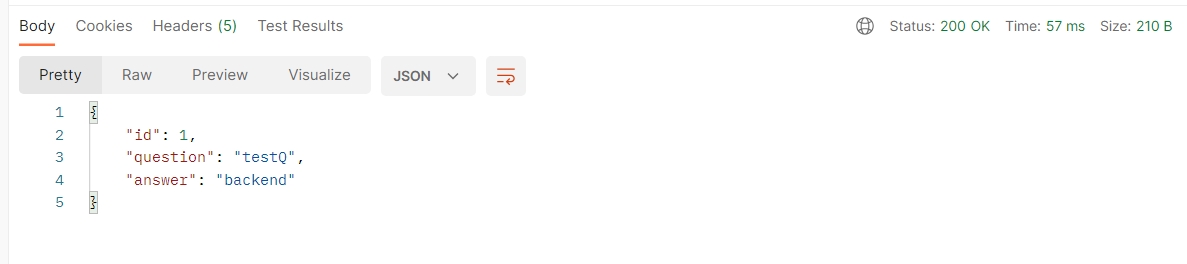 Body Cookies Headers (5) Test Results Status: 200 OK Time: 57 ms Size: 210 B
Pretty Raw Preview Visualize JSON
1 {
2 "id": 1,
3 "question": "testQ",
4 "answer": "backend"
5 }